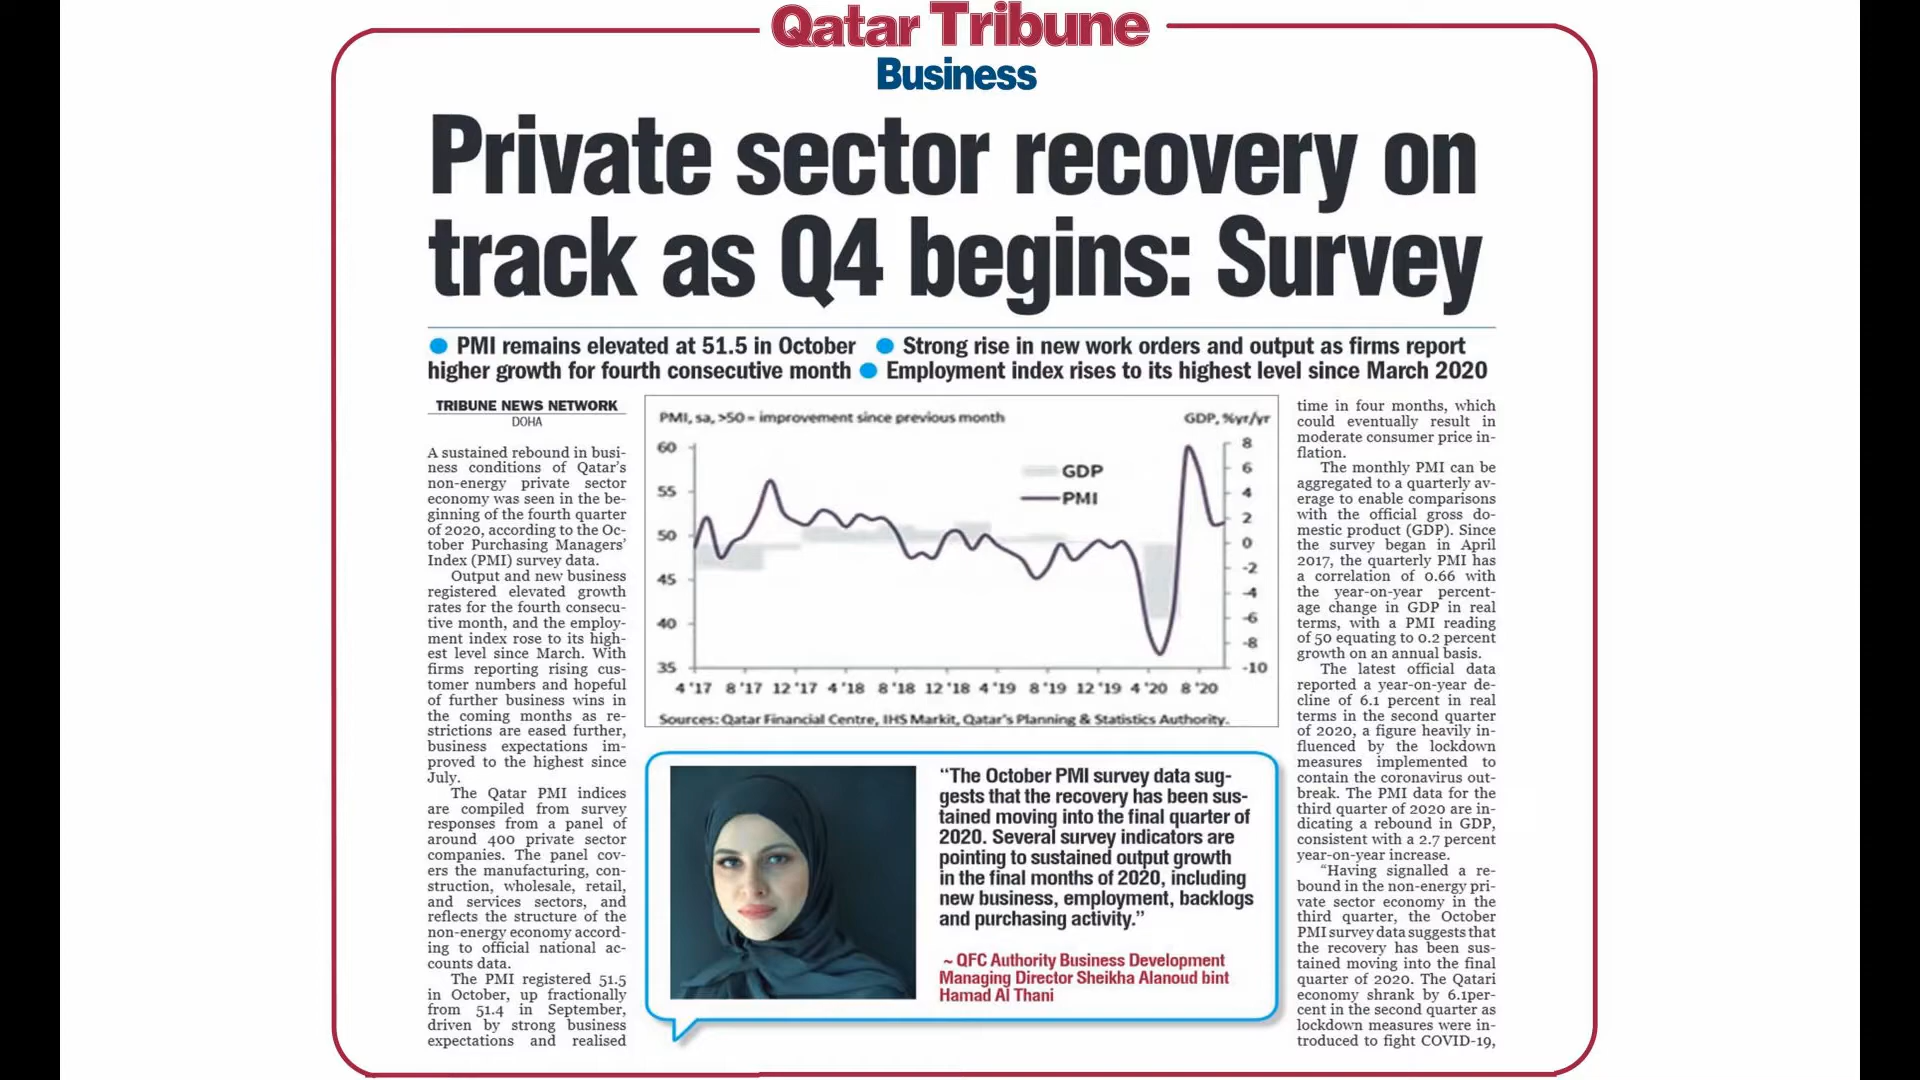 Qatar Tribune
Business
Private sector recovery on
track as Q4 begins: Survey
● PMI remains elevated at 51.5 in October ● Strong rise in new work orders and output as firms report
higher growth for fourth consecutive month ● Employment index rises to its highest level since March 2020
TRIBUNE NEWS NETWORK
DOHA
A sustained rebound in busi-
ness conditions of Qatar's
non-energy private sector
economy was seen in the be-
ginning of the fourth quarter
of 2020, according to the Oc-
tober Purchasing Managers'
Index (PMI) survey data.
Output and new business
registered elevated growth
rates for the fourth consecu-
tive month, and the employ-
ment index rose to its high-
est level since March. With
firms reporting rising cus-
tomer numbers and hopeful
of further business wins in
the coming months as re-
strictions are eased further,
business expectations im-
proved to the highest since
July.
The Qatar PMI indices
are compiled from survey
responses from a panel of
around 400 private sector
companies. The panel cov-
ers the manufacturing, con-
struction, wholesale, retail,
and services sectors, and
reflects the structure of the
non-energy economy accord-
ing to official national ac-
counts data.
The PMI registered 51.5
in October, up fractionally
from 51.4 in September,
driven by strong business
expectations and realised
PMI, sa, >50 = improvement since previous month
GDP, %yr/yr
60
55
50
45
40
35
GDP
PMI
8
6
4
2
0
-2
-4
-6
-8
-10
4 '17 8 '17 12 '17 4 '18 8 '18 12 '18 4 '19 8 '19 12 '19 4 '20 8 '20
Sources: Qatar Financial Centre, IHS Markit, Qatar's Planning & Statistics Authority.
“The October PMI survey data sug-
gests that the recovery has been sus-
tained moving into the final quarter of
2020. Several survey indicators are
pointing to sustained output growth
in the final months of 2020, including
new business, employment, backlogs
and purchasing activity.”
~ QFC Authority Business Development
Managing Director Sheikha Alanoud bint
Hamad Al Thani
time in four months, which
could eventually result in
moderate consumer price in-
flation.
The monthly PMI can be
aggregated to a quarterly av-
erage to enable comparisons
with the official gross do-
mestic product (GDP). Since
the survey began in April
2017, the quarterly PMI has
a correlation of 0.66 with
the year-on-year percent-
age change in GDP in real
terms, with a PMI reading
of 50 equating to 0.2 percent
growth on an annual basis.
The latest official data
reported a year-on-year de-
cline of 6.1 percent in real
terms in the second quarter
of 2020, a figure heavily in-
fluenced by the lockdown
measures implemented to
contain the coronavirus out-
break. The PMI data for the
third quarter of 2020 are in-
dicating a rebound in GDP,
consistent with a 2.7 percent
year-on-year increase.
“Having signalled a re-
bound in the non-energy pri-
vate sector economy in the
third quarter, the October
PMI survey data suggests that
the recovery has been sus-
tained moving into the final
quarter of 2020. The Qatari
economy shrank by 6.1per-
cent in the second quarter as
lockdown measures were in-
troduced to fight COVID-19,